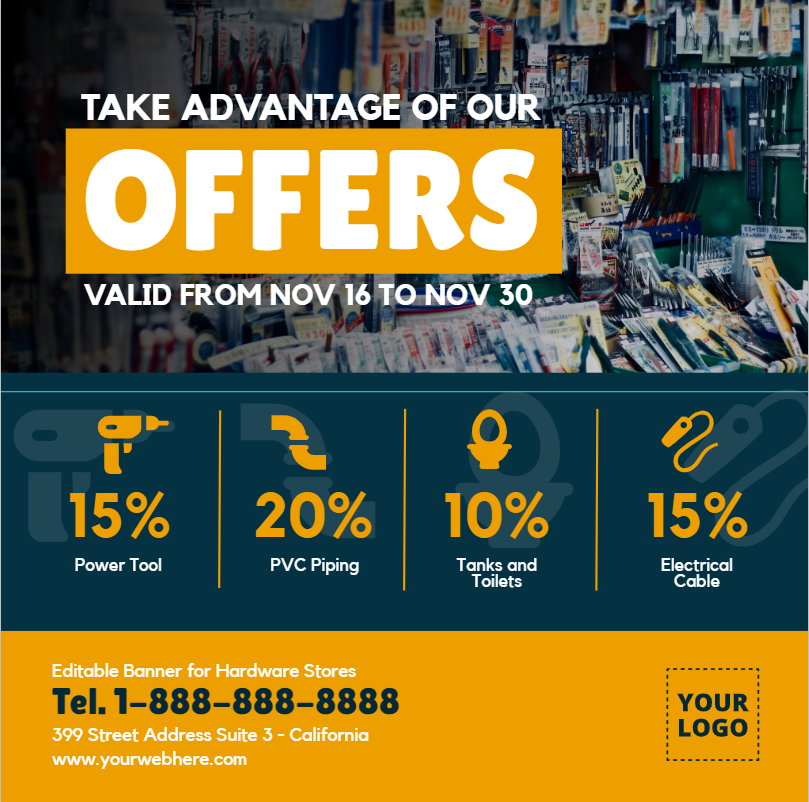 TAKE ADVANTAGE OF OUR
OFFERS
VALID FROM NOV 16 TO NOV 30
15%
Power Tool
20%
PVC Piping
10%
Tanks and
Toilets
15%
Electrical
Cable
Editable Banner for Hardware Stores
Tel. 1-888-888-8888
399 Street Address Suite 3 - California
www.yourwebhere.com
YOUR
LOGO